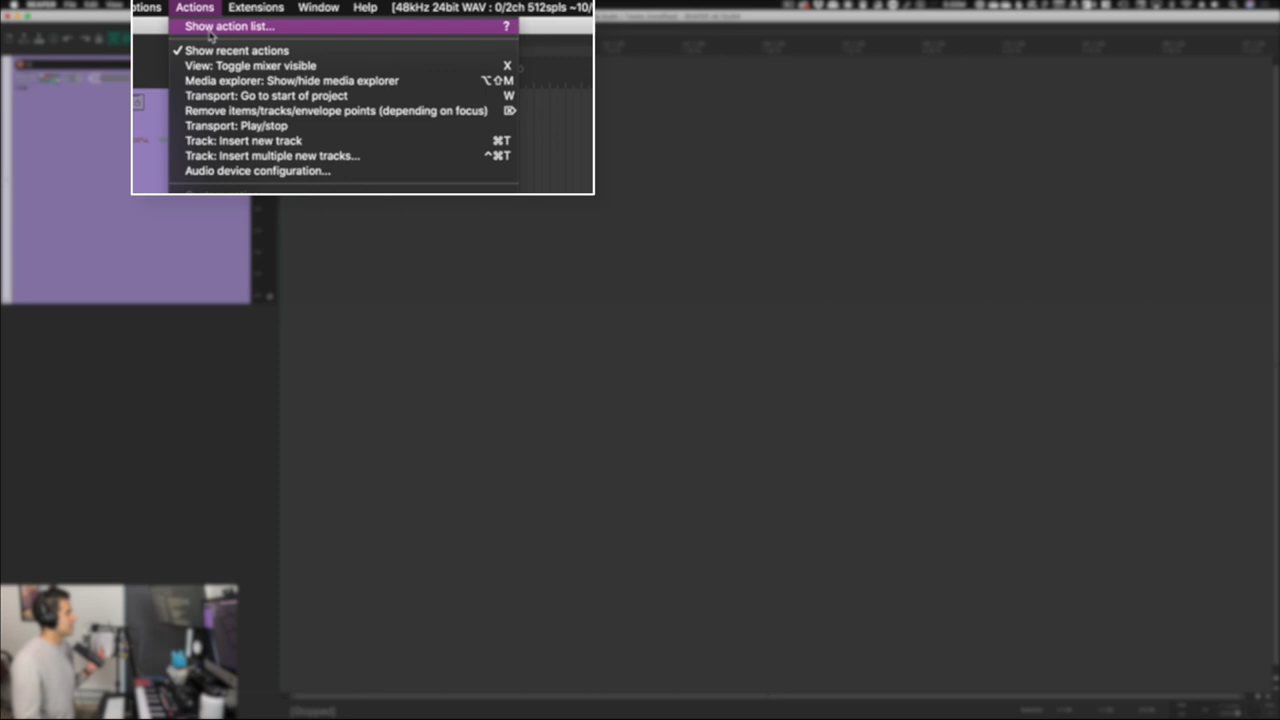 otions Actions Extensions Window Help [48kHz 24bit WAV : 0/2ch 512spls ~10/
Show action list... ?
✓ Show recent actions
View: Toggle mixer visible X
Media explorer: Show/hide media explorer ⌥⇧M
Transport: Go to start of project W
Remove items/tracks/envelope points (depending on focus) ⌦
Transport: Play/stop
Track: Insert new track ⌘T
Track: Insert multiple new tracks... ^⌘T
Audio device configuration...
[Stopped]